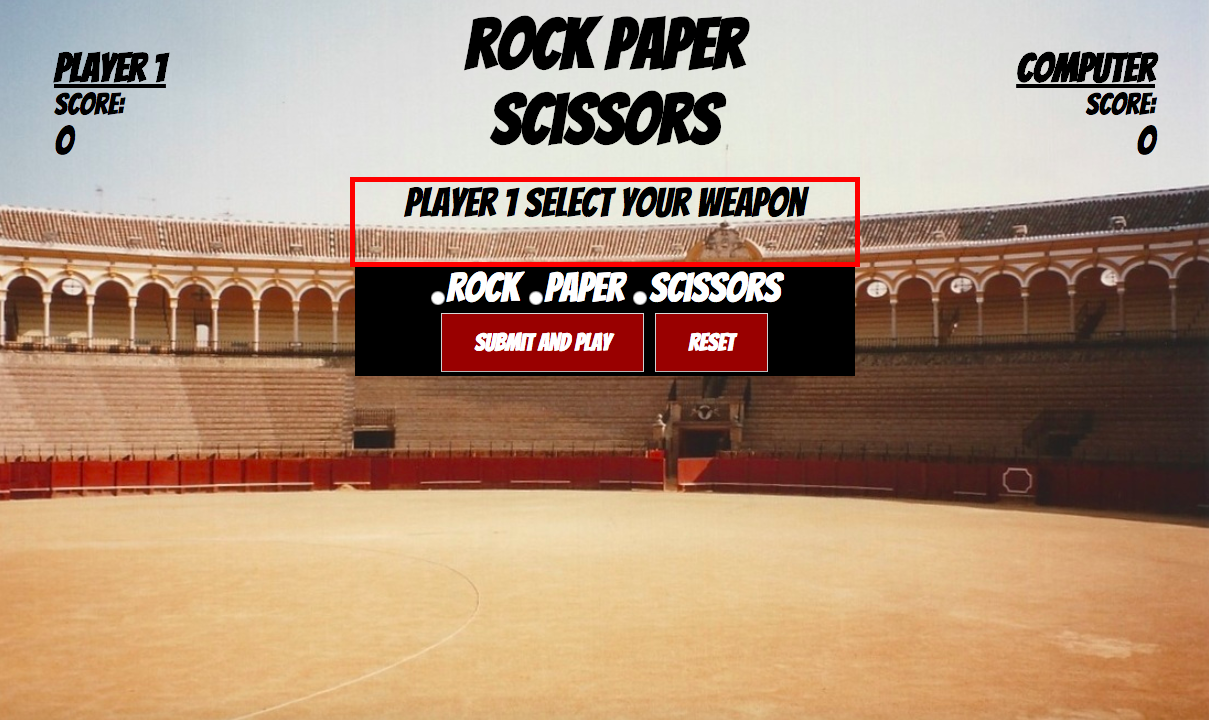 ROCK PAPER
SCISSORS
PLAYER 1
SCORE:
0
COMPUTER
SCORE:
0
PLAYER 1 SELECT YOUR WEAPON
ROCK PAPER SCISSORS
SUBMIT AND PLAY RESET